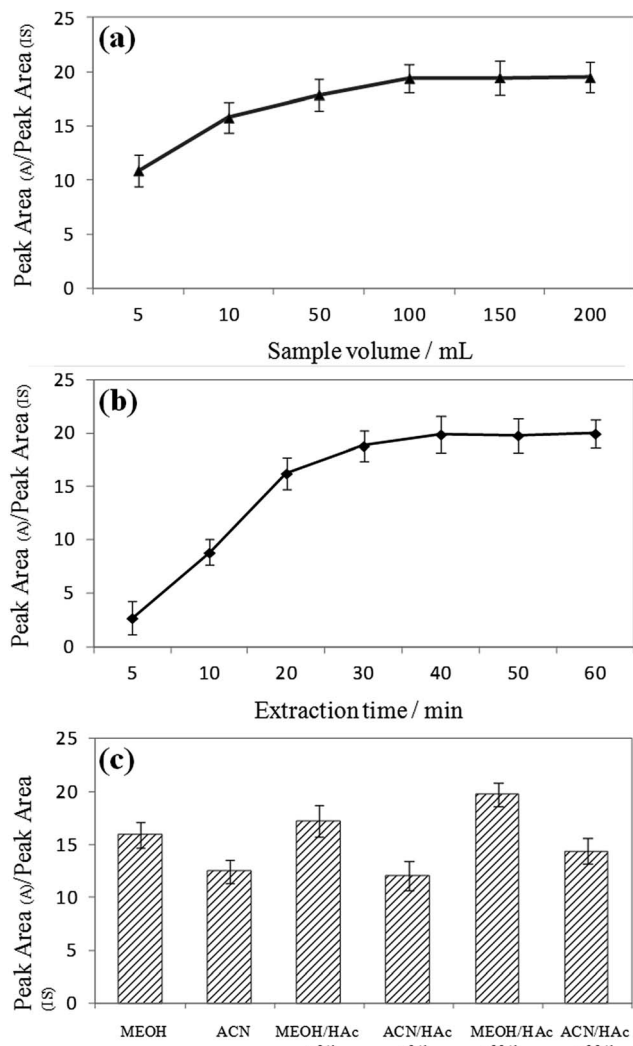 (a)
Peak Area (A)/Peak Area (IS)
25
20
15
10
5
0
5 10 50 100 150 200
Sample volume / mL
(b)
Peak Area (A)/Peak Area (IS)
25
20
15
10
5
0
5 10 20 30 40 50 60
Extraction time / min
(c)
Peak Area (A)/Peak Area
(IS)
25
20
15
10
5
0
MEOH ACN MEOH/HAc ACN/HAc MEOH/HAc ACN/HAc